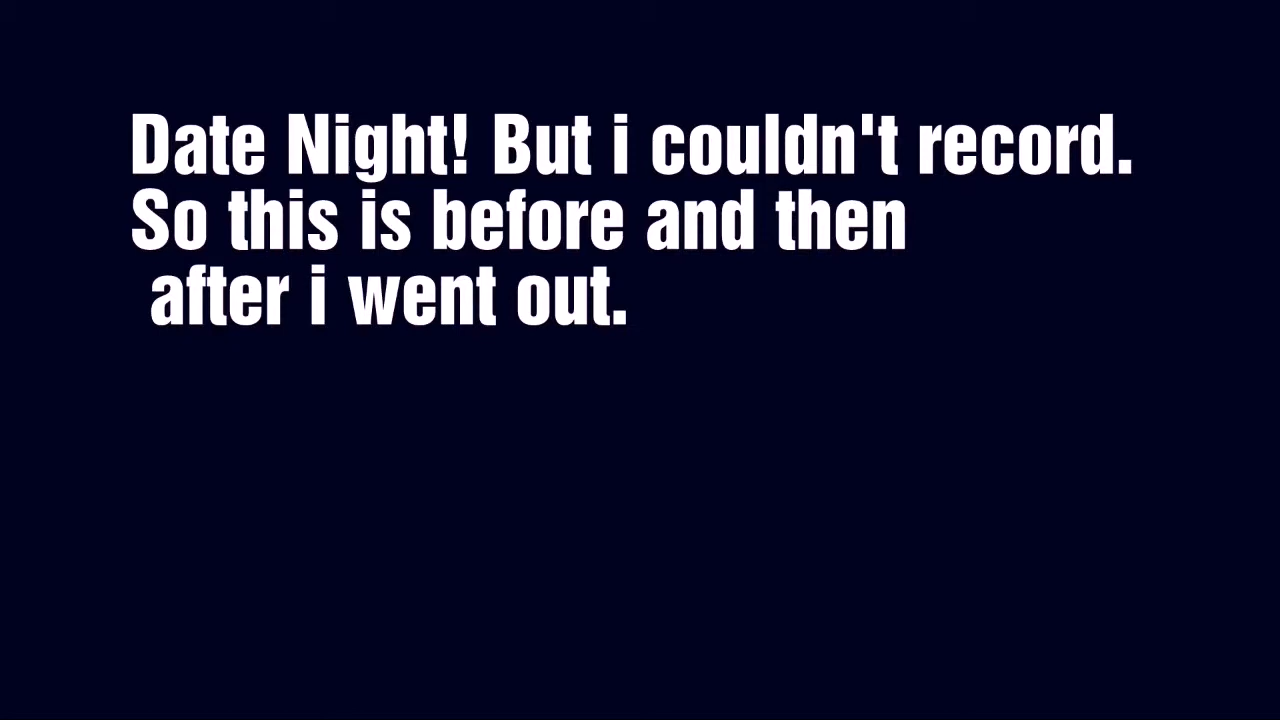 Date Night! But i couldn't record.
So this is before and then
after i went out.